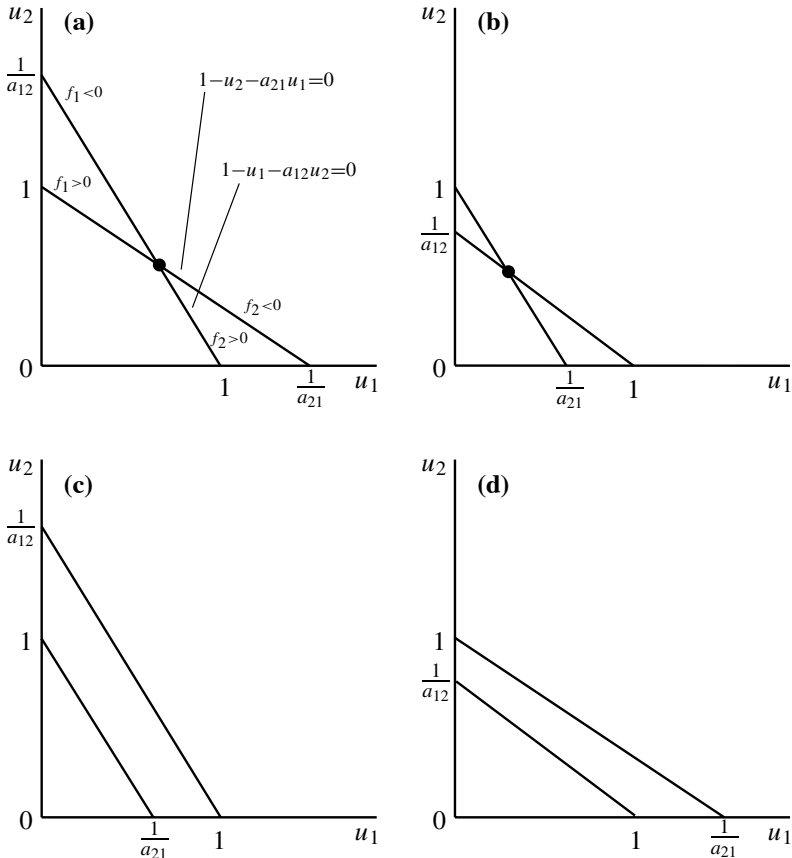 u₂
(a)
1/a₁₂
f₁<0
1−u₂−a₂₁u₁=0
f₁>0
1
1−u₁−a₁₂u₂=0
f₂<0
f₂>0
0
1
1/a₂₁
u₁
u₂
(b)
1
1/a₁₂
0
1/a₂₁
1
u₁
u₂
(c)
1/a₁₂
1
0
1/a₂₁
1
u₁
u₂
(d)
1
1/a₁₂
0
1
1/a₂₁
u₁